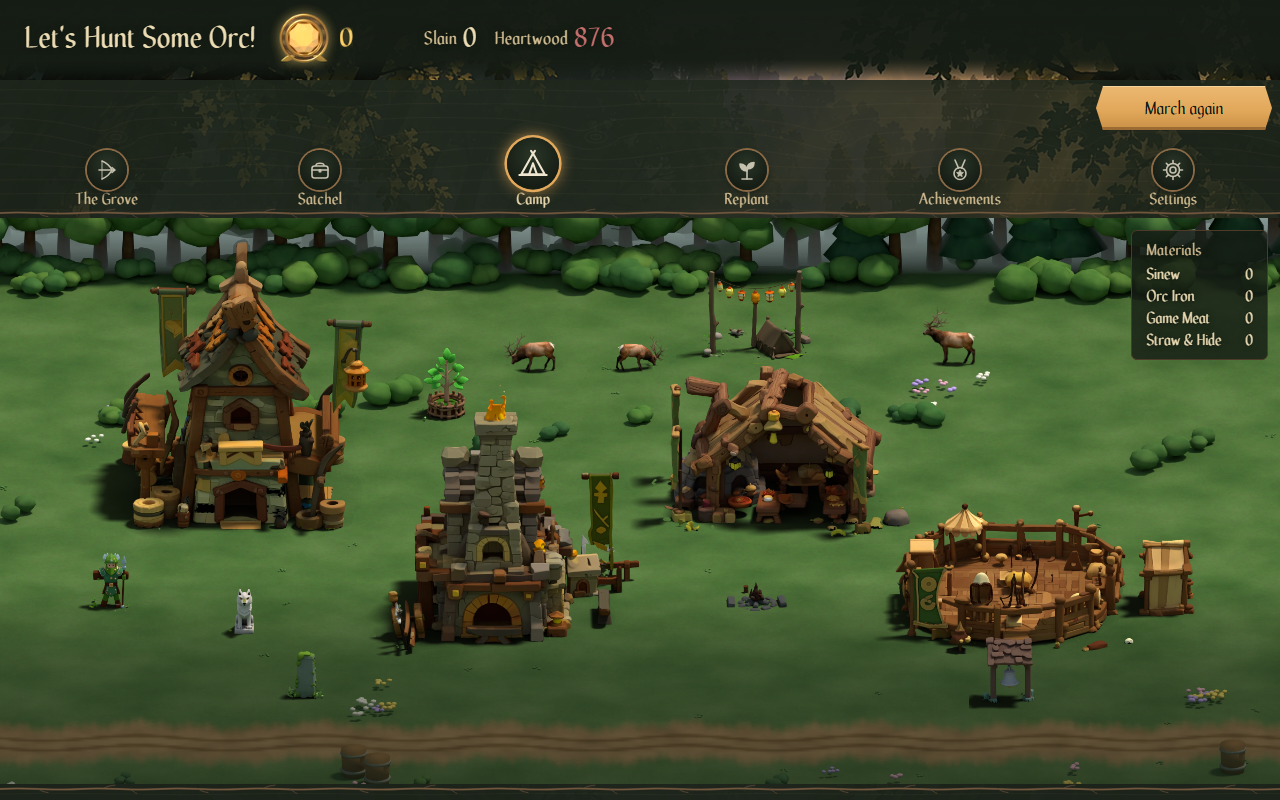 Let's Hunt Some Orc!
0
Slain 0
Heartwood 876
March again
The Grove
Satchel
Camp
Replant
Achievements
Settings
Materials
Sinew 0
Orc Iron 0
Game Meat 0
Straw & Hide 0